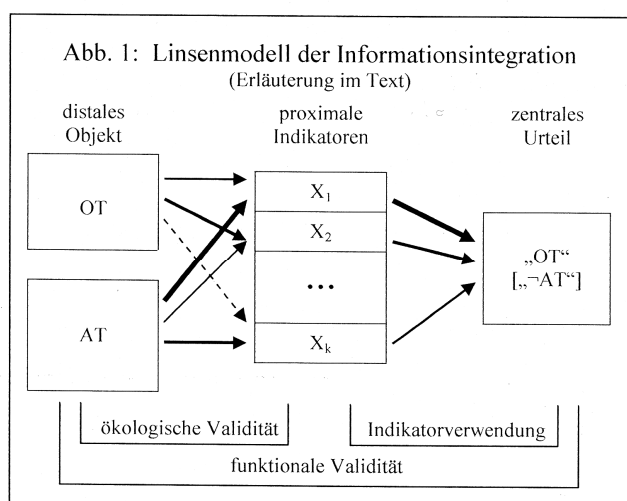 Abb. 1: Linsenmodell der Informationsintegration
(Erläuterung im Text)
distales
Objekt
proximale
Indikatoren
zentrales
Urteil
OT
AT
X₁
X₂
...
Xₖ
„OT“
[„¬AT“]
ökologische Validität
Indikatorverwendung
funktionale Validität